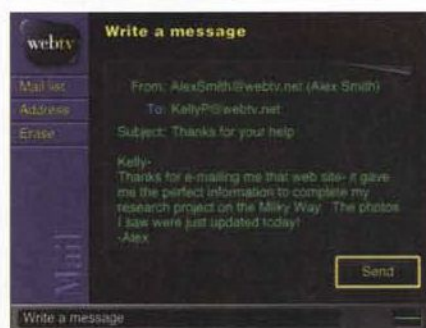 webtv
Write a message
Mail list
Address
Erase
From: AlexSmith@webtv.net (Alex Smith)
To: KellyP@webtv.net
Subject: Thanks for your help
Kelly-
Thanks for e-mailing me that web site- it gave
me the perfect information to complete my
research project on the Milky Way. The photos
I saw were just updated today!
-Alex
Send
Mail
Write a message